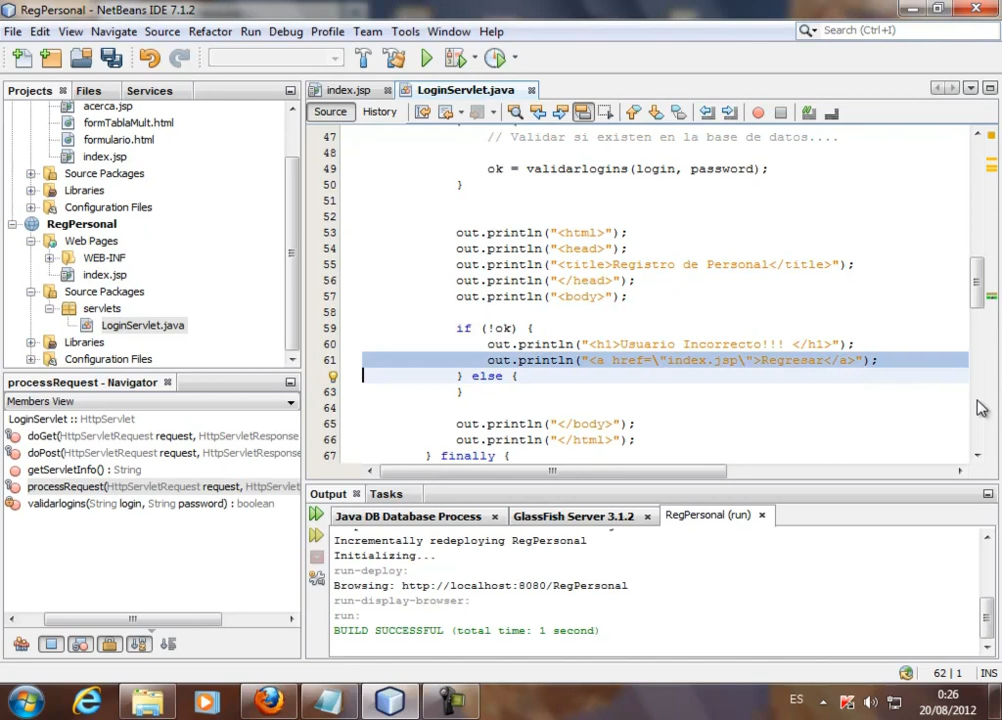 RegPersonal - NetBeans IDE 7.1.2
File Edit View Navigate Source Refactor Run Debug Profile Team Tools Window Help
Search (Ctrl+I)
Projects Files Services
acerca.jsp
formTablaMult.html
formulario.html
index.jsp
Source Packages
Libraries
Configuration Files
RegPersonal
Web Pages
WEB-INF
index.jsp
Source Packages
servlets
LoginServlet.java
Libraries
Configuration Files
processRequest - Navigator
Members View
LoginServlet :: HttpServlet
doGet(HttpServletRequest request, HttpServletResponse
doPost(HttpServletRequest request, HttpServletResponse
getServletInfo() : String
processRequest(HttpServletRequest request, HttpServlet
validarlogins(String login, String password) : boolean
index.jsp LoginServlet.java
Source History
47 // Validar si existen en la base de datos....
48
49 ok = validarlogins(login, password);
50 }
51
52
53 out.println("<html>");
54 out.println("<head>");
55 out.println("<title>Registro de Personal</title>");
56 out.println("</head>");
57 out.println("<body>");
58
59 if (!ok) {
60 out.println("<h1>Usuario Incorrecto!!! </h1>");
61 out.println("<a href=\"index.jsp\">Regresar</a>");
} else {
63 }
64
65 out.println("</body>");
66 out.println("</html>");
67 } finally {
Output Tasks
Java DB Database Process GlassFish Server 3.1.2 RegPersonal (run)
Incrementally redeploying RegPersonal
Initializing...
run-deploy:
Browsing: http://localhost:8080/RegPersonal
run-display-browser:
run:
BUILD SUCCESSFUL (total time: 1 second)
62 | 1 INS
ES
0:26
20/08/2012